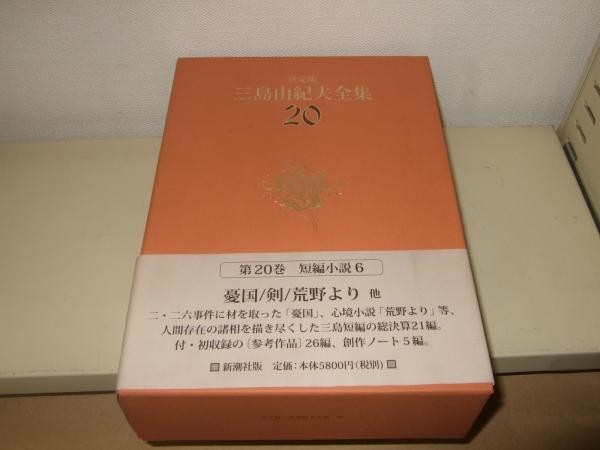 決定版
三島由紀夫全集
20
第20巻 短編小説6
憂国/剣/荒野より 他
二・二六事件に材を取った「憂国」、心境小説「荒野より」等、
人間存在の諸相を描き尽くした三島短編の総決算21編。
付・初収録の〔参考作品〕26編、創作ノート5編。
新潮社版 定価:本体5800円(税別)